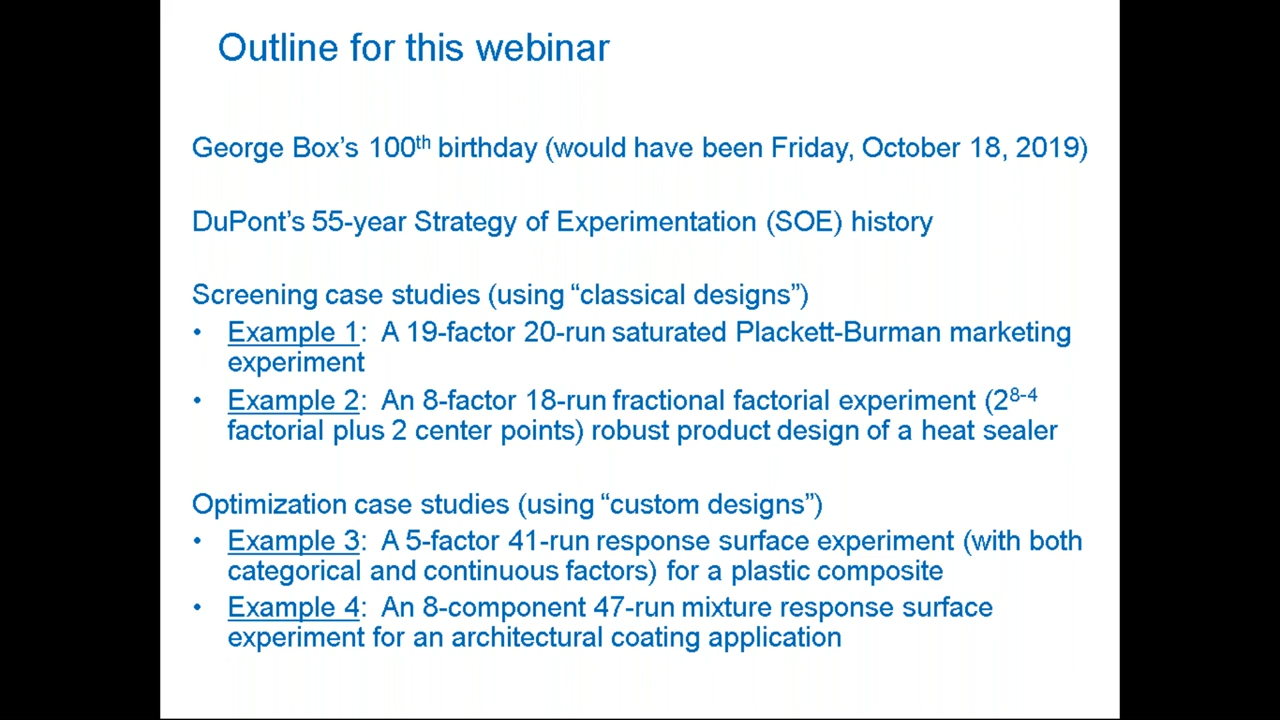 Outline for this webinar
George Box’s 100th birthday (would have been Friday, October 18, 2019)
DuPont’s 55-year Strategy of Experimentation (SOE) history
Screening case studies (using “classical designs”)
• Example 1: A 19-factor 20-run saturated Plackett-Burman marketing
experiment
• Example 2: An 8-factor 18-run fractional factorial experiment (2⁸⁻⁴
factorial plus 2 center points) robust product design of a heat sealer
Optimization case studies (using “custom designs”)
• Example 3: A 5-factor 41-run response surface experiment (with both
categorical and continuous factors) for a plastic composite
• Example 4: An 8-component 47-run mixture response surface
experiment for an architectural coating application